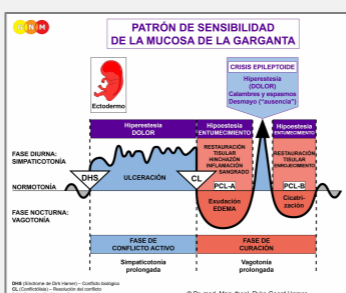 GNM
PATRÓN DE SENSIBILIDAD
DE LA MUCOSA DE LA GARGANTA
CRISIS EPILEPTOIDE
Hiperestesia
(DOLOR)
Calambres y espasmos
Desmayo ("ausencia")
Ectodermo
Hiperestesia
DOLOR
Hipoestesia
ENTUMECIMIENTO
Hipoestesia
ENTUMECIMIENTO
FASE DIURNA:
SIMPATICOTONÍA
RESTAURACIÓN
TISULAR
HINCHAZÓN
INFLAMACIÓN
SANGRADO
RESTAURACIÓN
TISULAR
ENROJECIMIENTO
DHS
ULCERACIÓN
CL
NORMOTONÍA
PCL-A
PCL-B
FASE NOCTURNA:
VAGOTONÍA
Exudación
EDEMA
Cicatri-
zación
FASE DE
CONFLICTO ACTIVO
FASE DE
CURACIÓN
Simpaticotonía
prolongada
Vagotonía
prolongada
DHS (Síndrome de Dirk Hamer) – Conflicto biológico
CL (Conflictólisis) – Resolución del conflicto